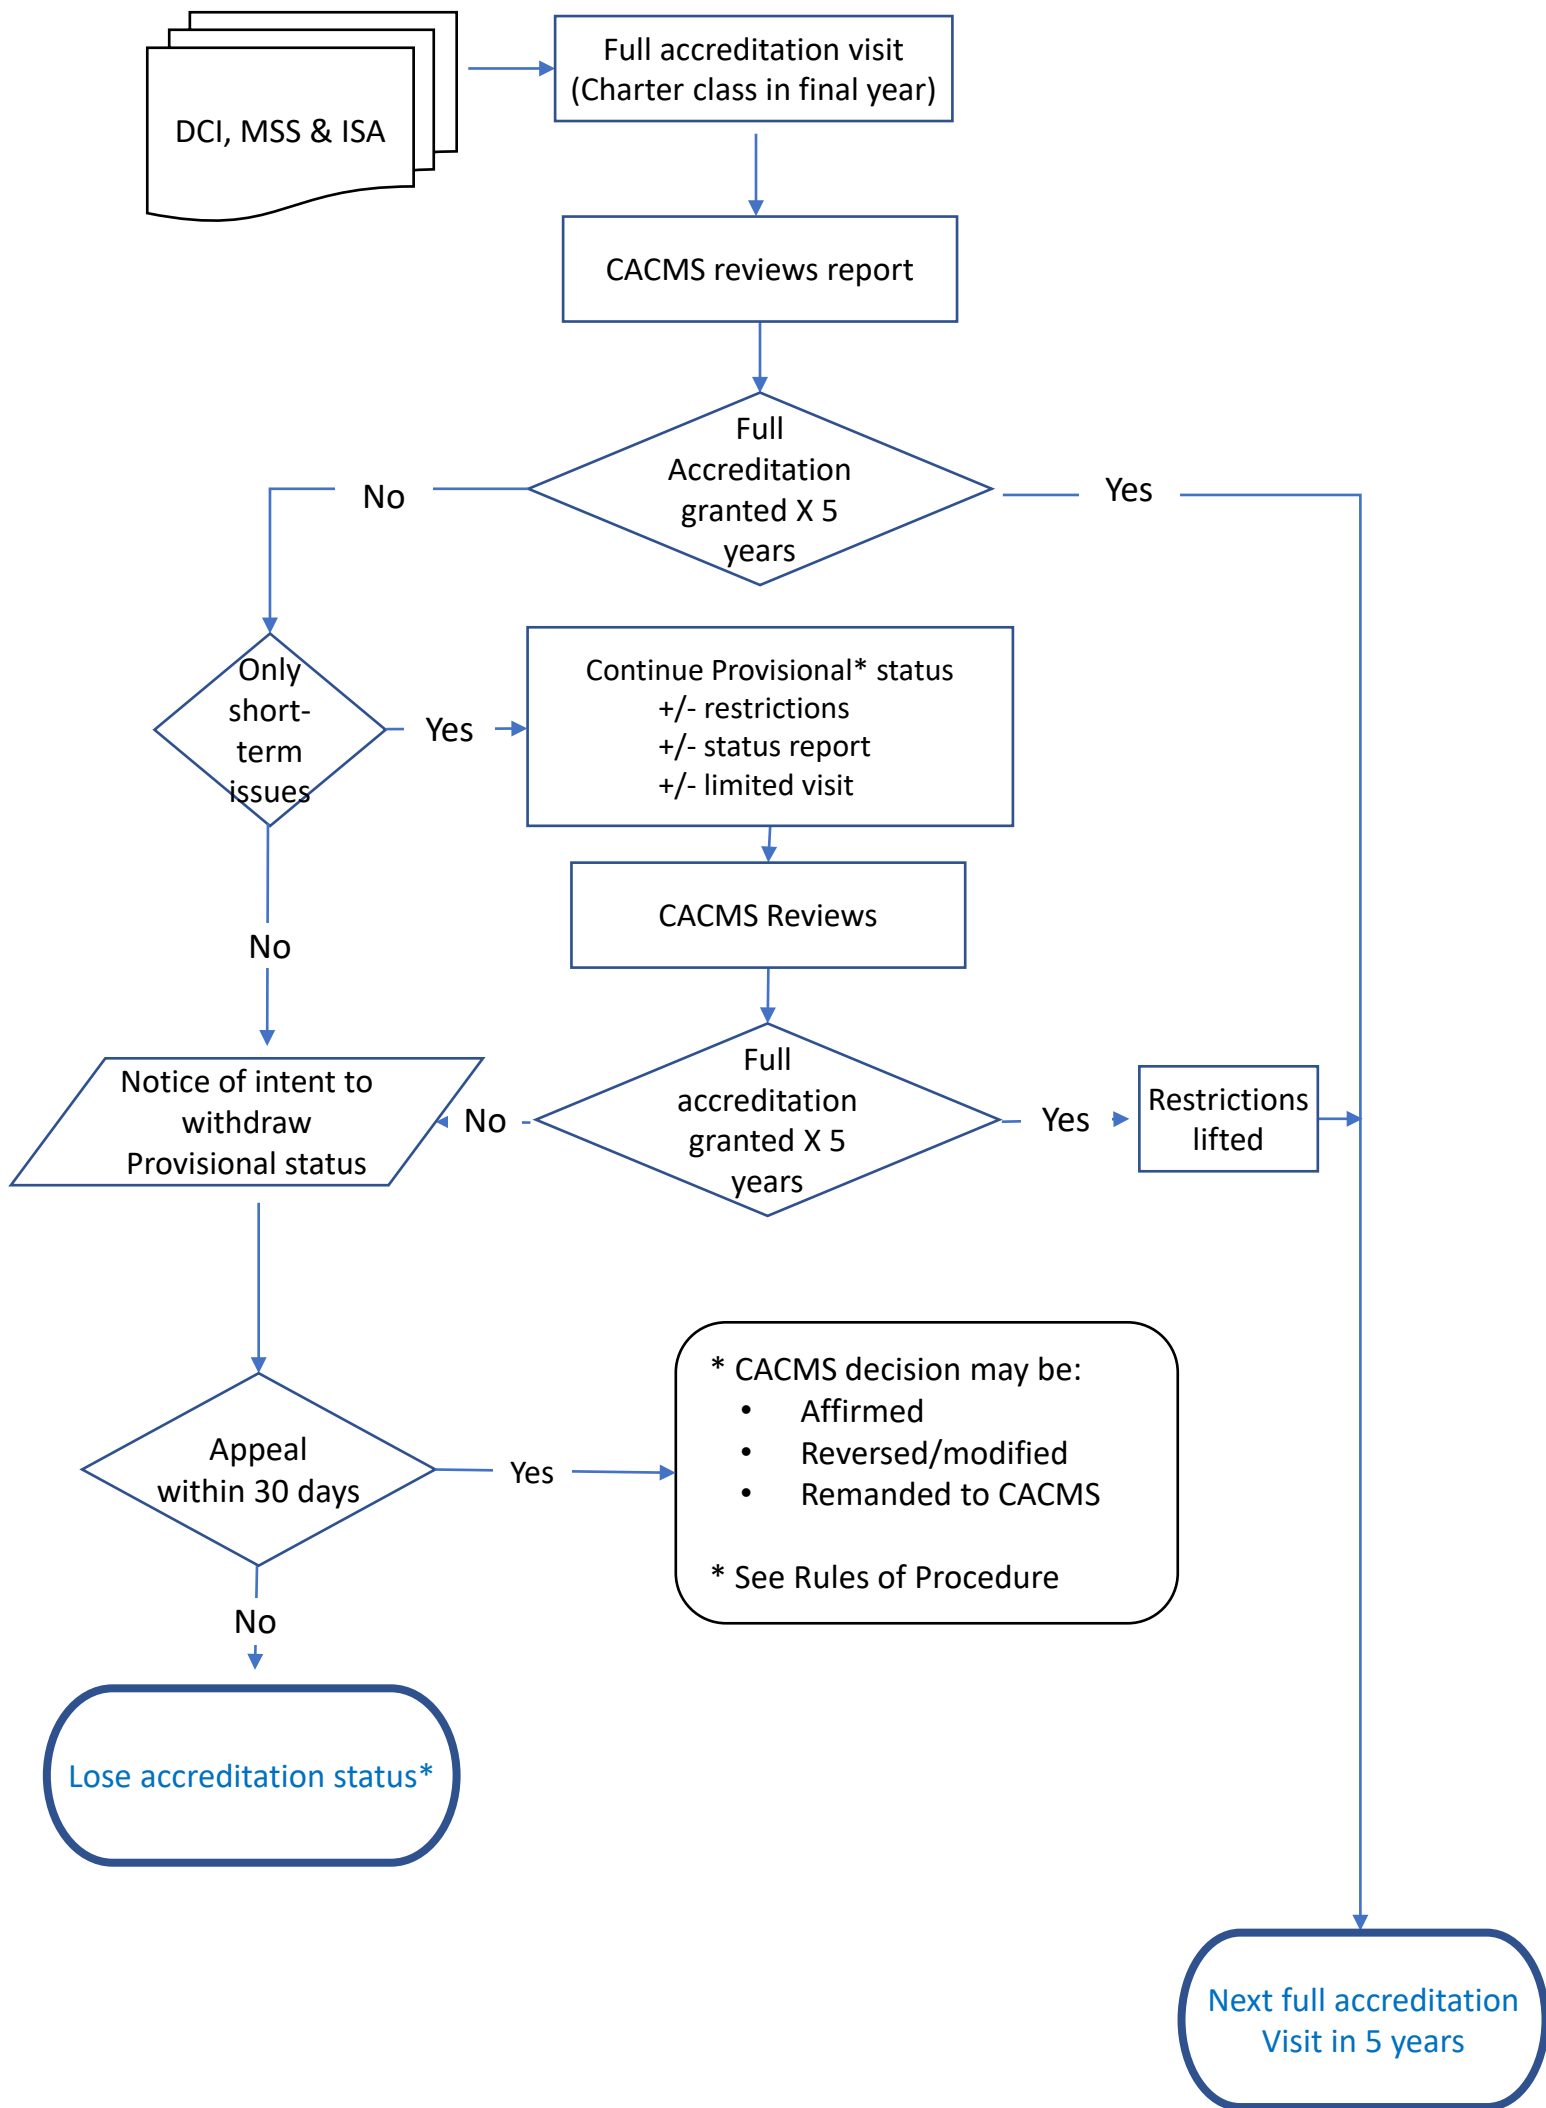 Full accreditation visit
(Charter class in final year)
DCI, MSS & ISA
CACMS reviews report
Full
Accreditation
granted X 5
years
No
Yes
Only
short-
term
issues
Yes
Continue Provisional* status
+/- restrictions
+/- status report
+/- limited visit
CACMS Reviews
No
Notice of intent to
withdraw
Provisional status
No
Full
accreditation
granted X 5
years
Yes
Restrictions
lifted
Appeal
within 30 days
Yes
* CACMS decision may be:
• Affirmed
• Reversed/modified
• Remanded to CACMS
* See Rules of Procedure
No
Lose accreditation status*
Next full accreditation
Visit in 5 years